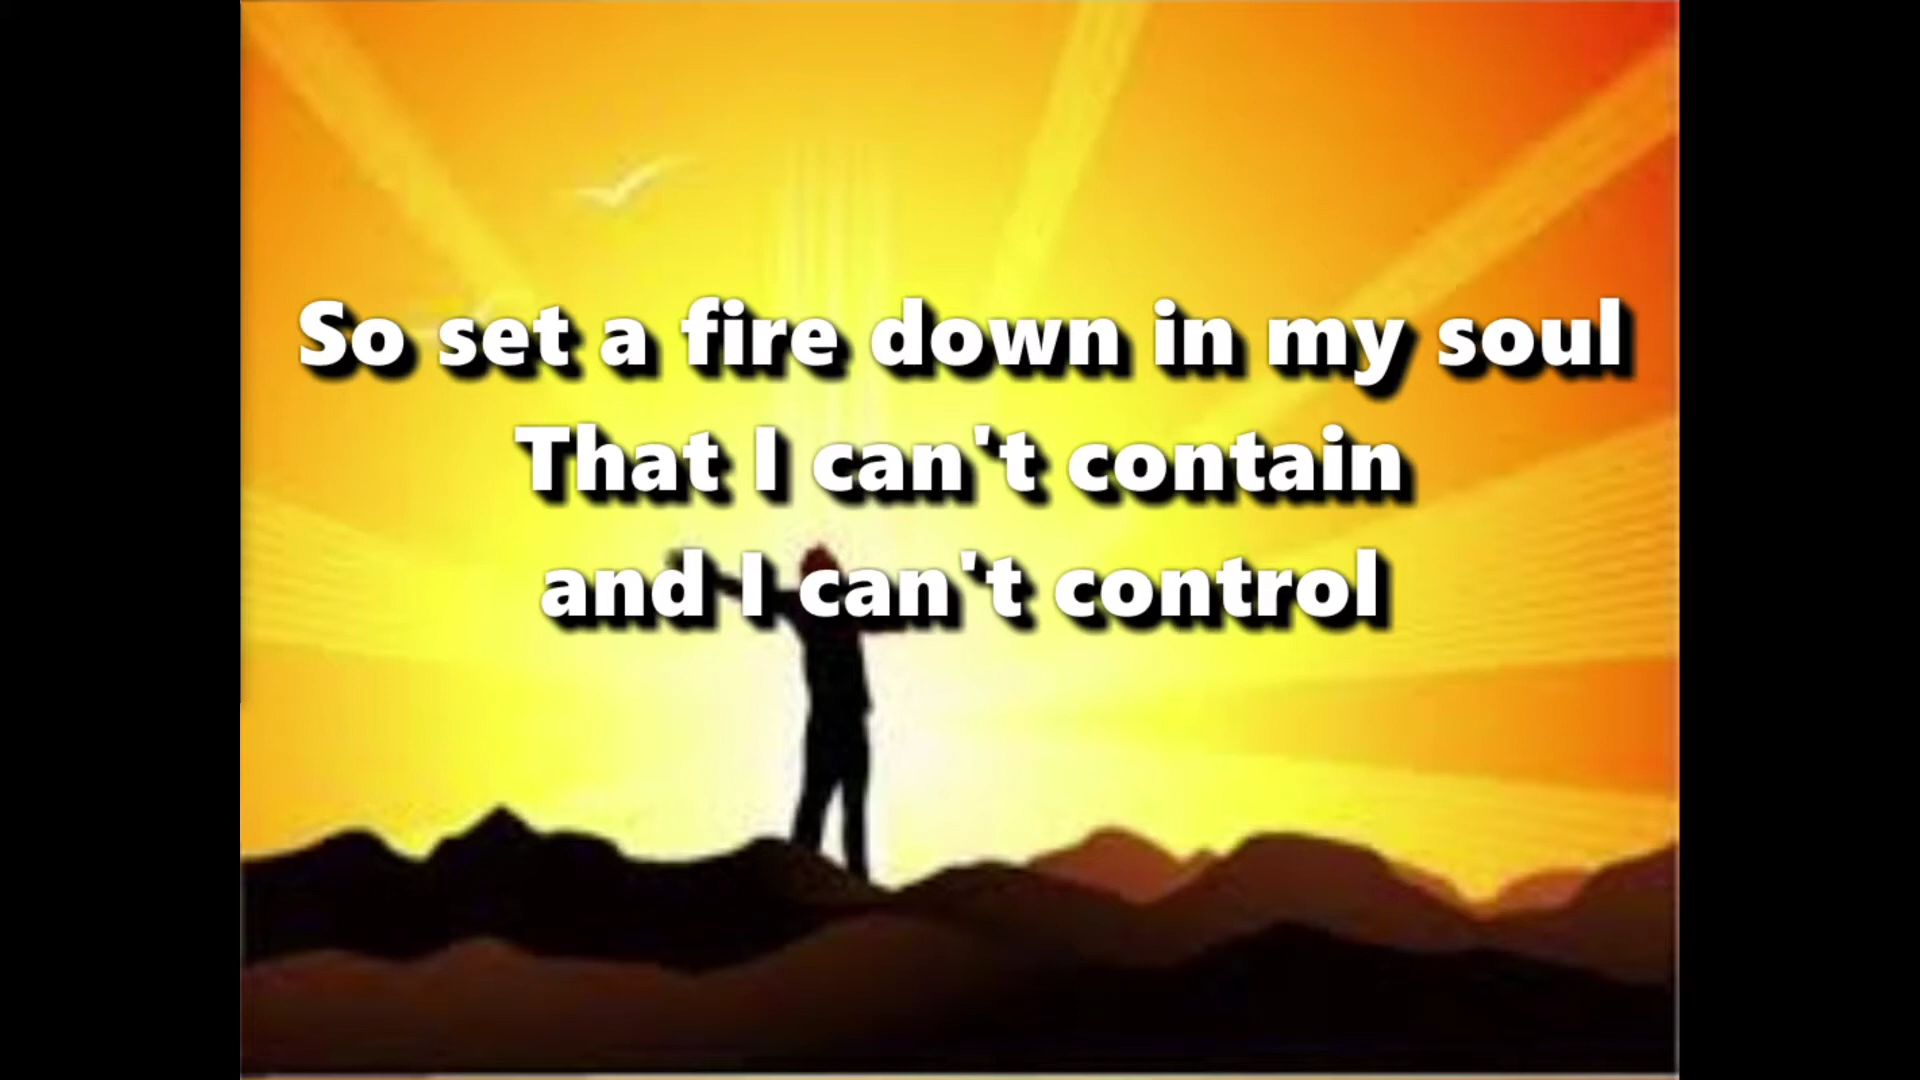 So set a fire down in my soul
That I can't contain
and I can't control